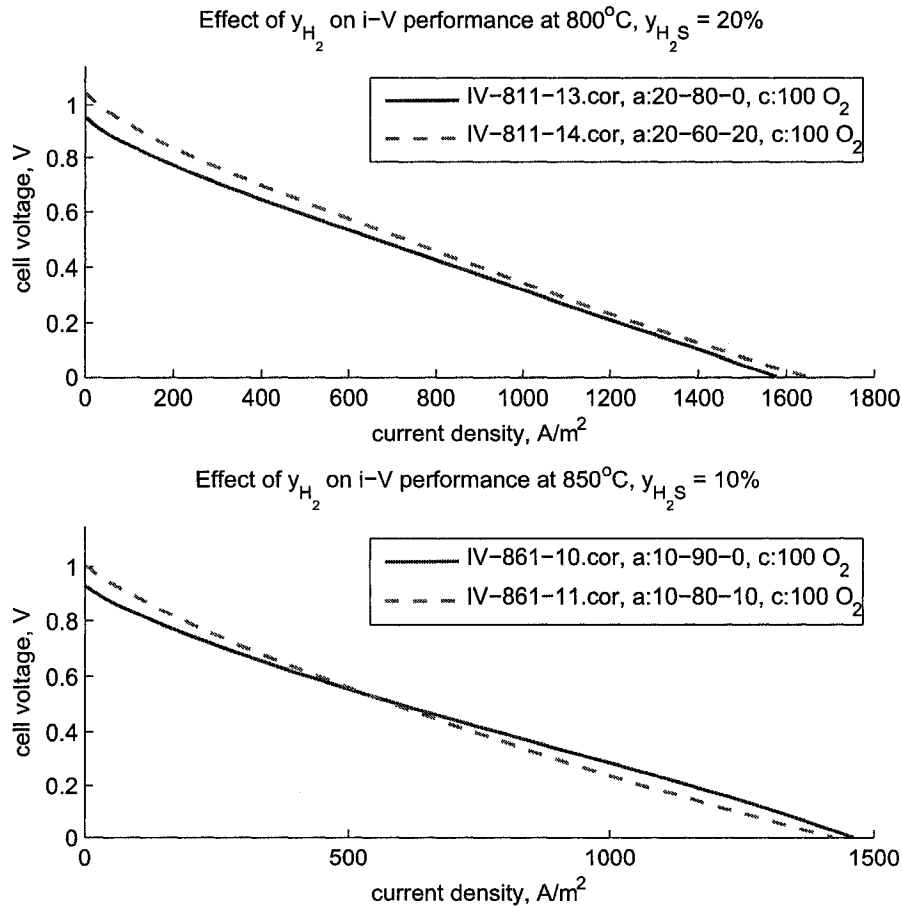 Effect of y_H2 on i−V performance at 800°C, y_H2S = 20%
IV−811−13.cor, a:20−80−0, c:100 O2
IV−811−14.cor, a:20−60−20, c:100 O2
cell voltage, V
1
0.8
0.6
0.4
0.2
0
0 200 400 600 800 1000 1200 1400 1600 1800
current density, A/m²
Effect of y_H2 on i−V performance at 850°C, y_H2S = 10%
IV−861−10.cor, a:10−90−0, c:100 O2
IV−861−11.cor, a:10−80−10, c:100 O2
cell voltage, V
1
0.8
0.6
0.4
0.2
0
0 500 1000 1500
current density, A/m²